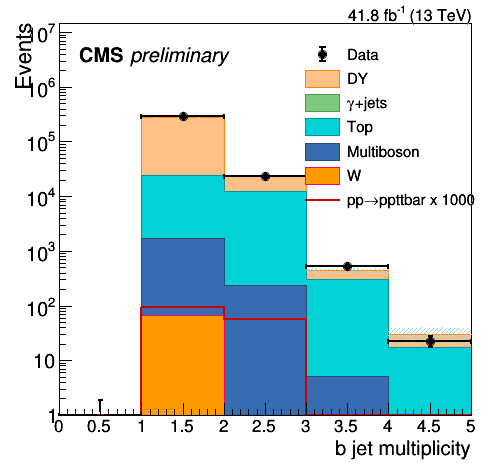 41.8 fb⁻¹ (13 TeV)
Events
CMS preliminary
Data
DY
γ+jets
Top
Multiboson
W
pp→ppttbar x 1000
10⁷
10⁶
10⁵
10⁴
10³
10²
10
1
0 0.5 1 1.5 2 2.5 3 3.5 4 4.5 5
b jet multiplicity